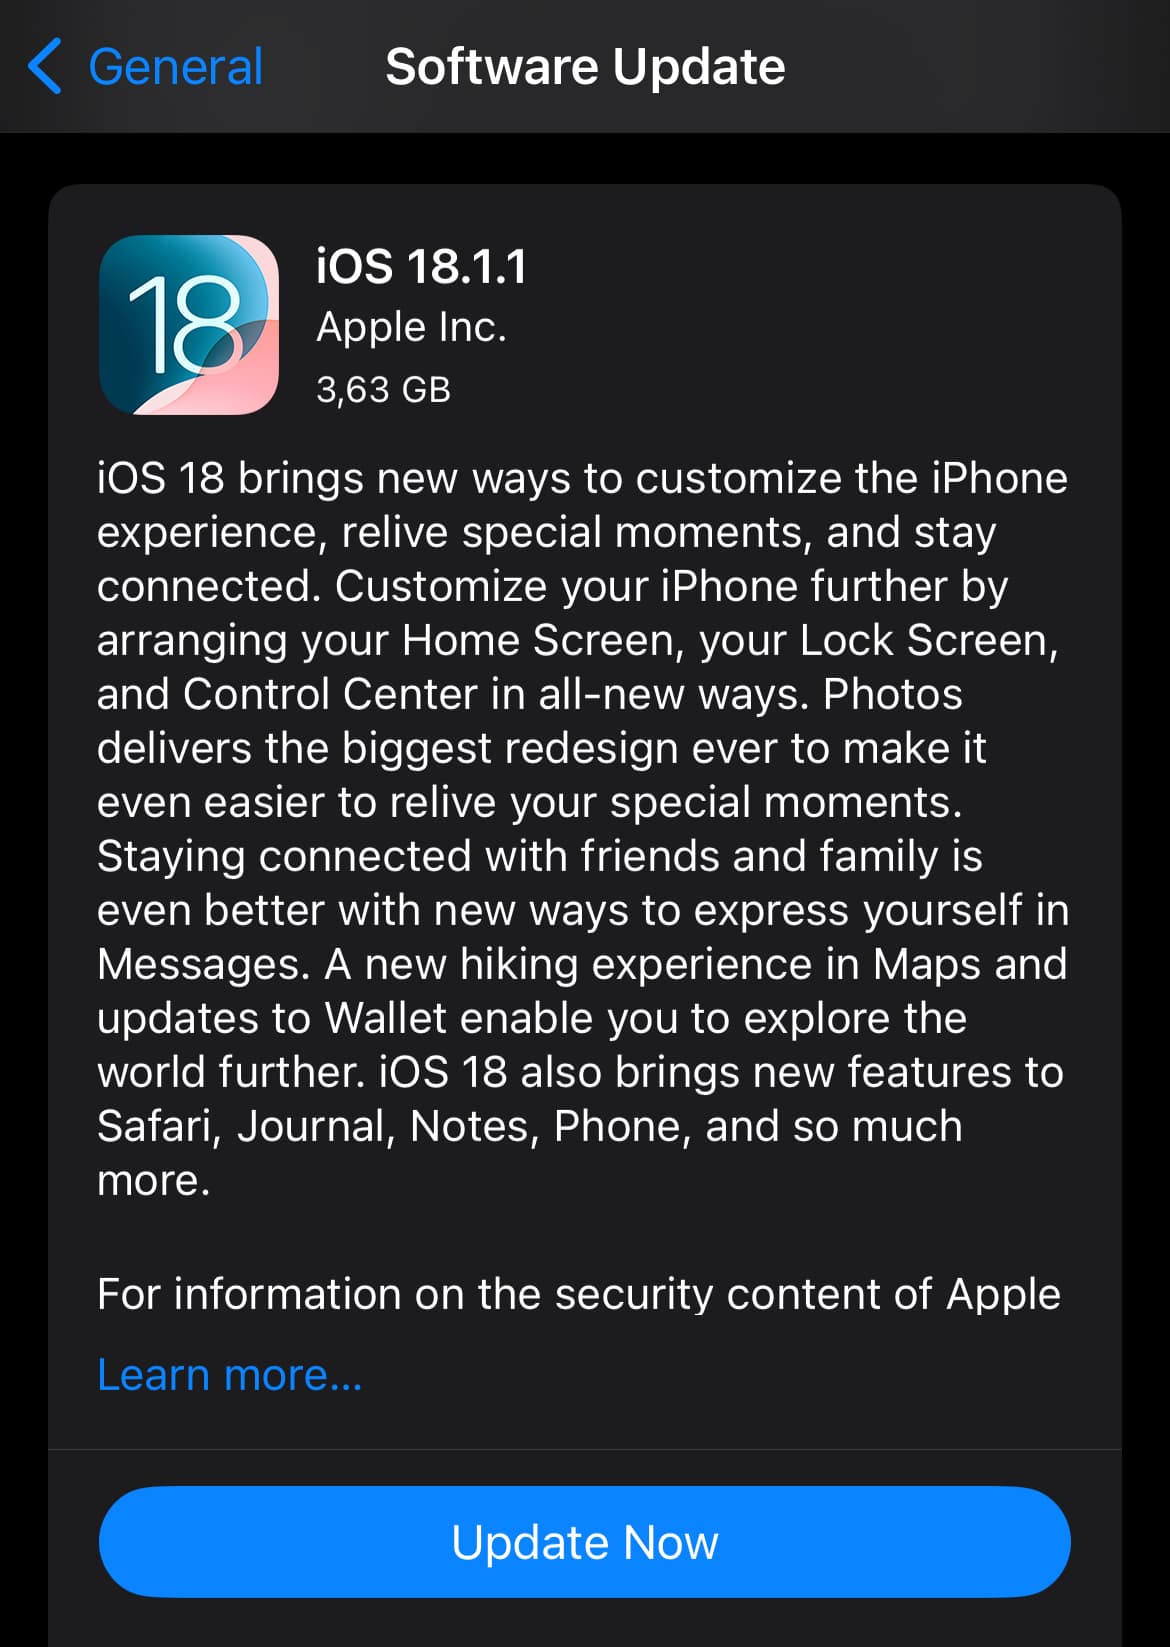 General
Software Update
18
iOS 18.1.1
Apple Inc.
3,63 GB
iOS 18 brings new ways to customize the iPhone
experience, relive special moments, and stay
connected. Customize your iPhone further by
arranging your Home Screen, your Lock Screen,
and Control Center in all-new ways. Photos
delivers the biggest redesign ever to make it
even easier to relive your special moments.
Staying connected with friends and family is
even better with new ways to express yourself in
Messages. A new hiking experience in Maps and
updates to Wallet enable you to explore the
world further. iOS 18 also brings new features to
Safari, Journal, Notes, Phone, and so much
more.
For information on the security content of Apple
Learn more...
Update Now